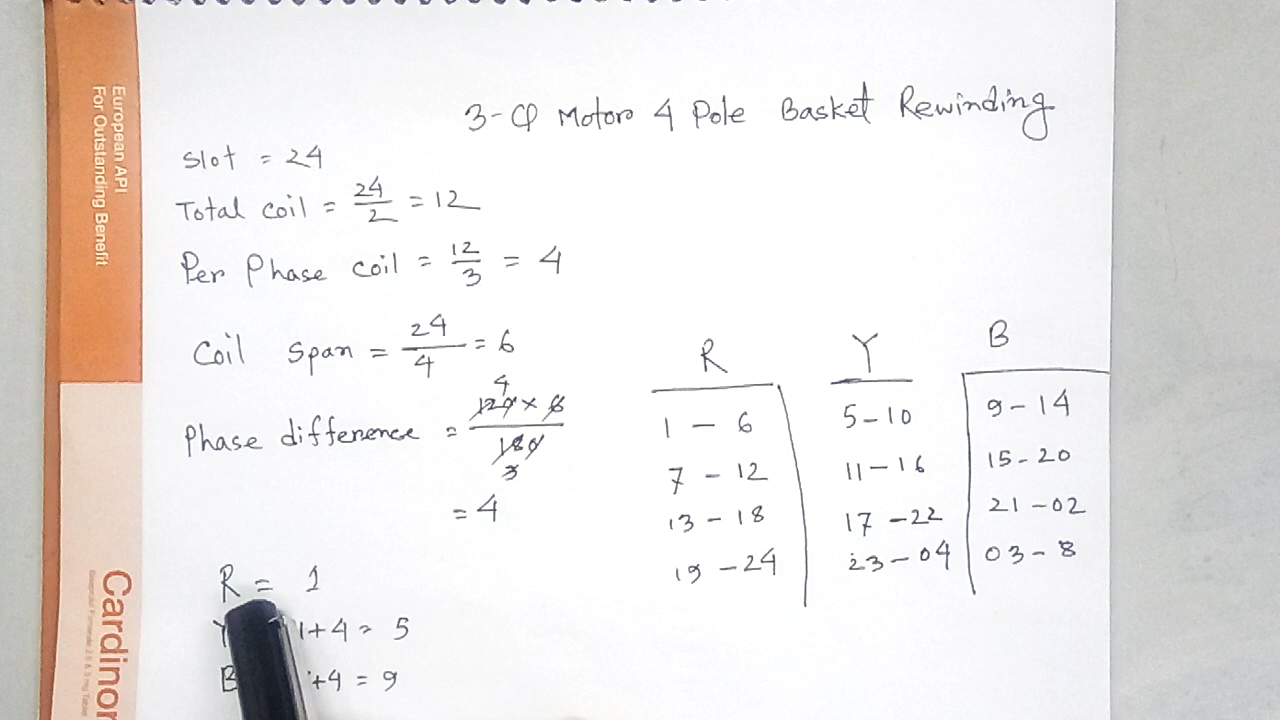 European API
For Outstanding Benefit
3-Φ Motor 4 Pole Basket Rewinding
Slot = 24
Total coil = 24/2 = 12
Per Phase coil = 12/3 = 4
Coil Span = 24/4 = 6
Phase difference = 120 × 6 / 180
4
3
= 4
R = 1
Y 1+4 = 5
B +4 = 9
R Y B
1 - 6 5-10 9-14
7 - 12 11-16 15-20
13 - 18 17-22 21-02
19 - 24 23-04 03-8
Cardinor